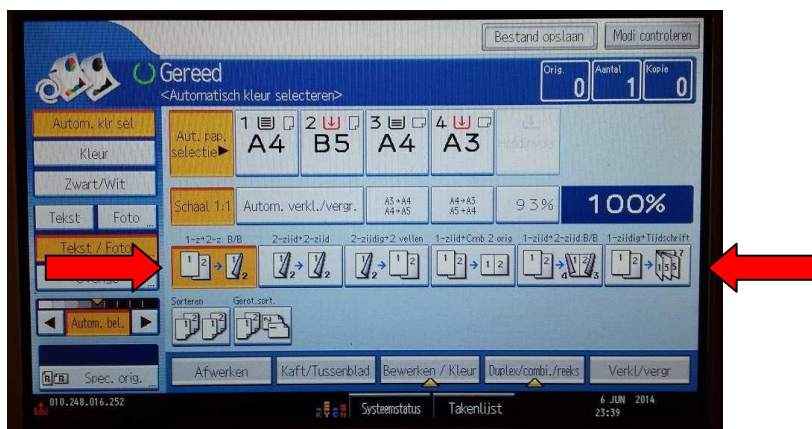 Bestand opslaan Modi controleren
Gereed
<Automatisch kleur selecteren>
Orig. 0 Aantal 1 Kopie 0
Autom. klr sel
Kleur
Zwart/Wit
Tekst Foto
Tekst / Foto
Autom. bel.
Spec. orig.
Aut. pap. selectie►
1 A4
2 B5
3 A4
4 A3
Schaal 1:1 Autom. verkl./vergr. A3→A4 A4→A5 A4→A3 A5→A4 93% 100%
1-z→2-z: B/B 2-zijd→2-zijd 2-zijdig→2 vellen 1-zijd→Cmb 2 orig 1-zijd→2-zijd:B/B 1-zijdig→Tijdschrift
Sorteren Gerot.sort.
Afwerken Kaft/Tussenblad Bewerken / Kleur Duplex/combi./reeks Verkl/vergr
010.248.016.252
Systeemstatus Takenlijst
6 JUN 2014
23:39